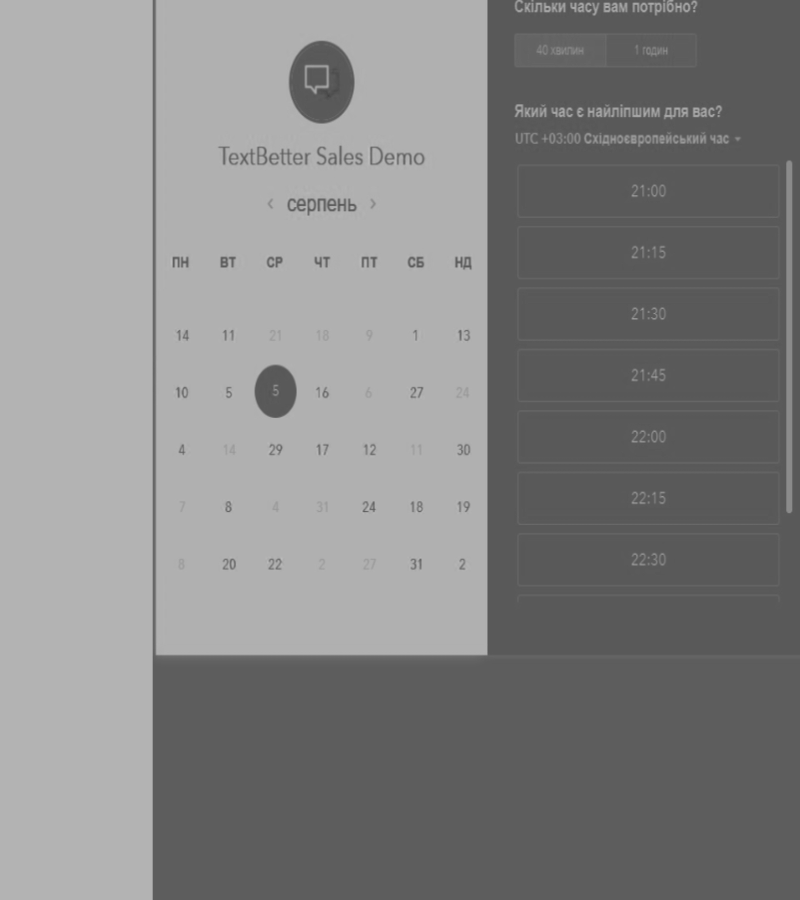 TextBetter Sales Demo
‹ серпень ›
ПН ВТ СР ЧТ ПТ СБ НД
14 11 21 18 9 1 13
10 5 5 16 6 27 24
4 14 29 17 12 11 30
7 8 4 31 24 18 19
8 20 22 2 27 31 2
Скільки часу вам потрібно?
40 хвилин 1 годин
Який час є найліпшим для вас?
UTC +03:00 Східноєвропейський час
21:00
21:15
21:30
21:45
22:00
22:15
22:30